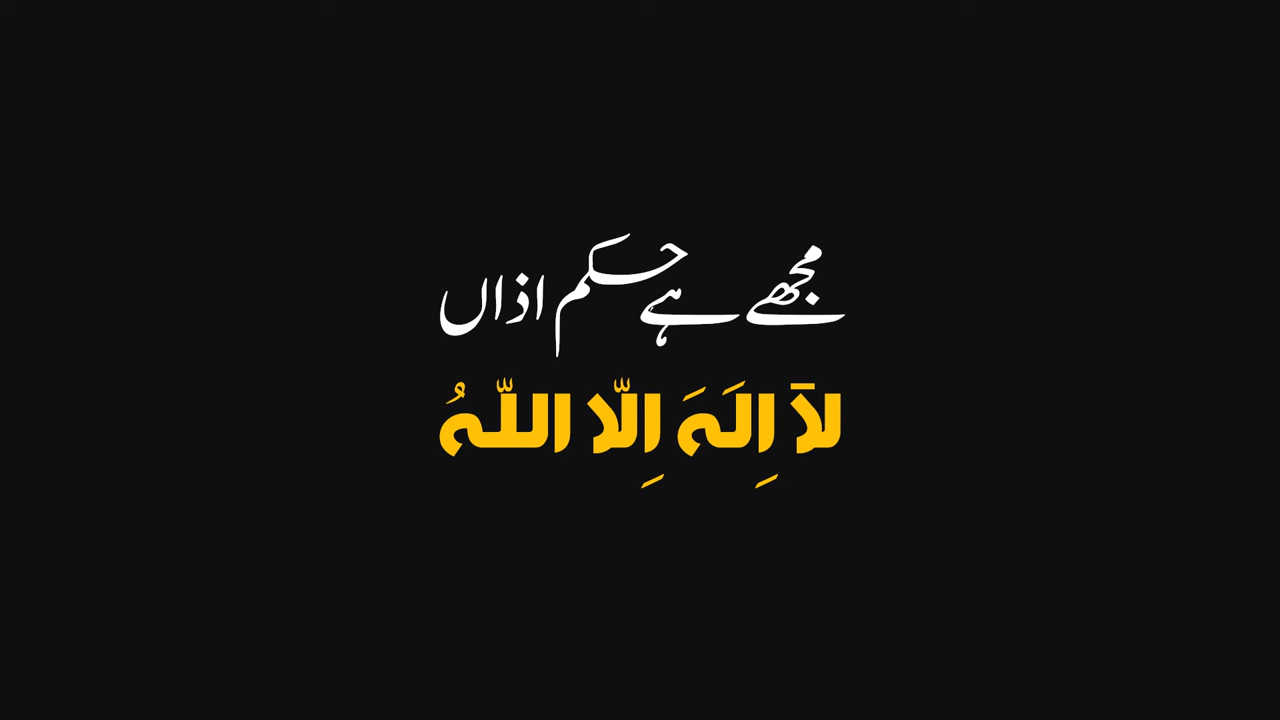 مجھے ہے حکم اذاں
لَآ اِلَہَ اِلّا اللّٰہُ